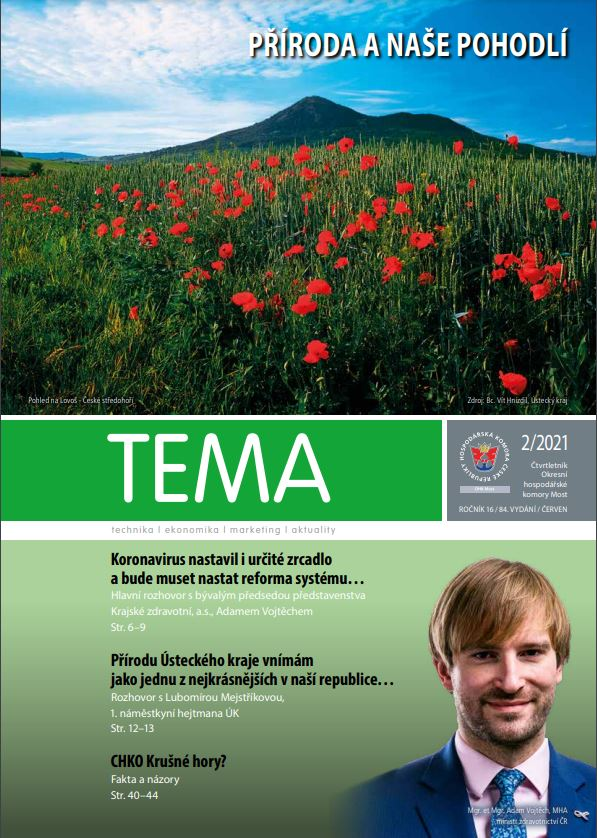 PŘÍRODA A NAŠE POHODLÍ
Pohled na Lovoš - České středohoří
Zdroj: Bc. Vít Hnizdil, Ústecký kraj
TEMA
HOSPODÁŘSKÁ KOMORA ČESKÉ REPUBLIKY
OHK Most
2/2021
Čtvrtletník
Okresní
hospodářské
komory Most
ROČNÍK 16 / 84. VYDÁNÍ / ČERVEN
technika I ekonomika I marketing I aktuality
Koronavirus nastavil i určité zrcadlo
a bude muset nastat reforma systému…
Hlavní rozhovor s bývalým předsedou představenstva
Krajské zdravotní, a.s., Adamem Vojtěchem
Str. 6–9
Přírodu Ústeckého kraje vnímám
jako jednu z nejkrásnějších v naší republice…
Rozhovor s Lubomírou Mejstříkovou,
1. náměstkyní hejtmana ÚK
Str. 12–13
CHKO Krušné hory?
Fakta a názory
Str. 40–44
Mgr. et Mgr. Adam Vojtěch, MHA
ministr zdravotnictví ČR